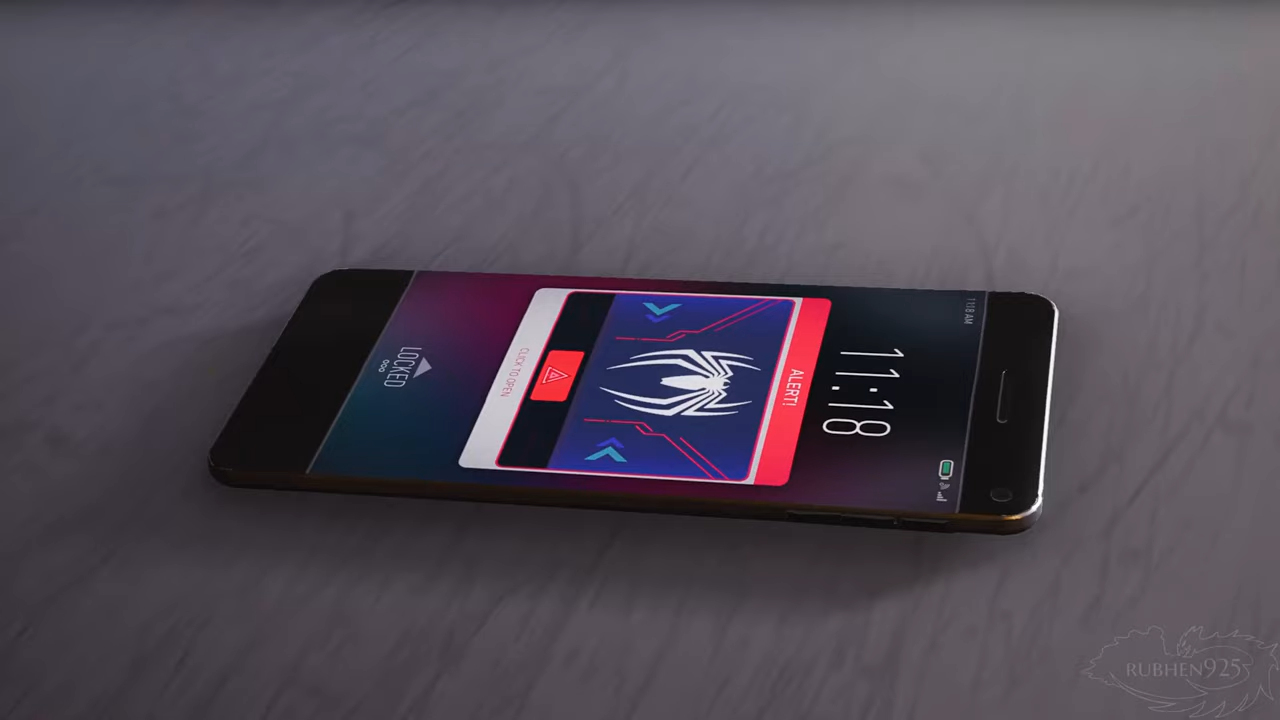 11:18 AM
11:18
ALERT!
CLICK TO OPEN
LOCKED
RUBHEN925